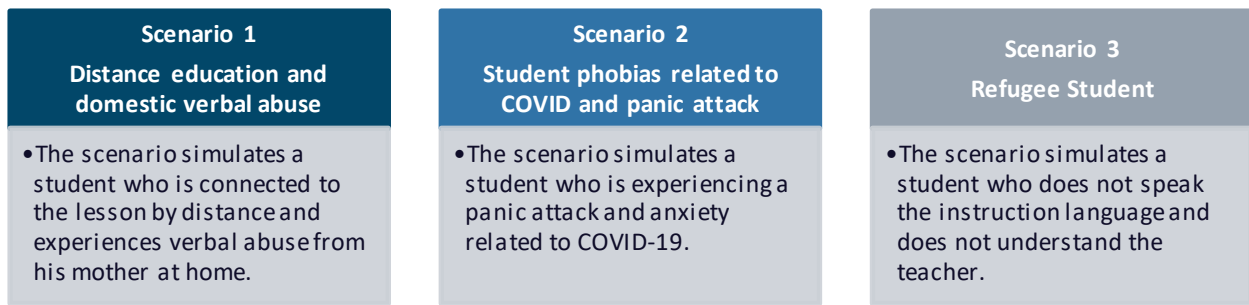 Scenario 1
Distance education and
domestic verbal abuse
•The scenario simulates a
student who is connected to
the lesson by distance and
experiences verbal abuse from
his mother at home.
Scenario 2
Student phobias related to
COVID and panic attack
•The scenario simulates a
student who is experiencing a
panic attack and anxiety
related to COVID-19.
Scenario 3
Refugee Student
•The scenario simulates a
student who does not speak
the instruction language and
does not understand the
teacher.